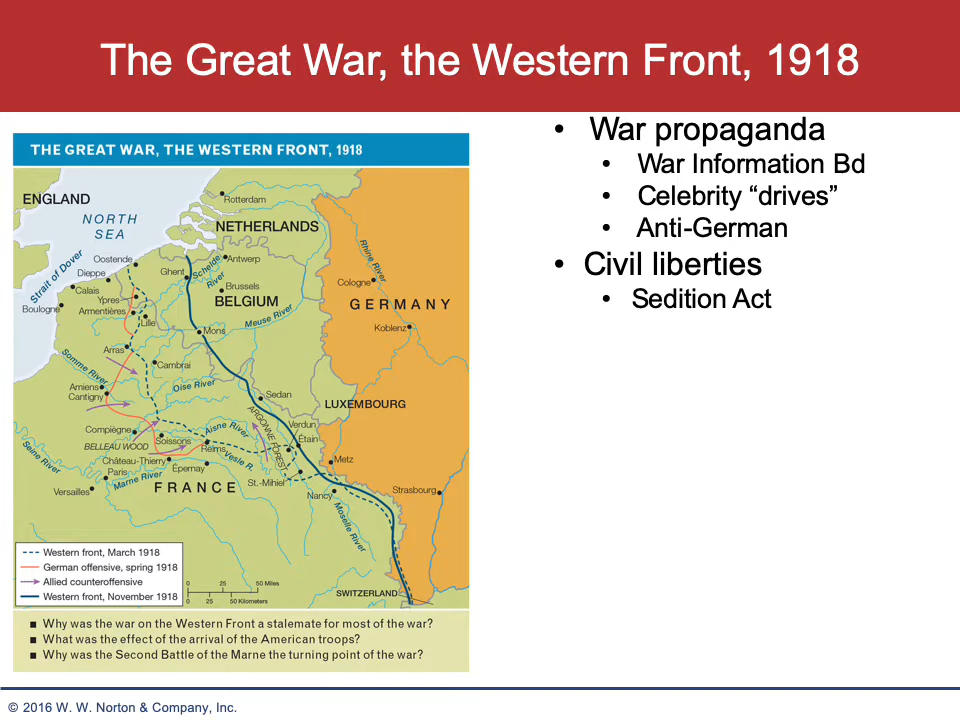 The Great War, the Western Front, 1918
THE GREAT WAR, THE WESTERN FRONT, 1918
ENGLAND
NORTH
SEA
Strait of Dover
Rotterdam
NETHERLANDS
Rhine River
Oostende
Dieppe
Calais
Boulogne
Ypres
Armentières
Lille
Ghent
Schelde
River
Antwerp
Brussels
BELGIUM
Meuse River
Mons
Cologne
GERMANY
Koblenz
Arras
Cambrai
Somme River
Amiens
Cantigny
Oise River
Sedan
LUXEMBOURG
Compiègne
BELLEAU WOOD
Soissons
Aisne River
Reims
Vesle R.
ARGONNE FOREST
Verdun
Étain
Metz
Seine River
Château-Thierry
Paris
Marne River
Épernay
St.-Mihiel
Versailles
FRANCE
Nancy
Moselle River
Strasbourg
SWITZERLAND
Western front, March 1918
German offensive, spring 1918
Allied counteroffensive
Western front, November 1918
0 25 50 Miles
0 25 50 Kilometers
■ Why was the war on the Western Front a stalemate for most of the war?
■ What was the effect of the arrival of the American troops?
■ Why was the Second Battle of the Marne the turning point of the war?
• War propaganda
• War Information Bd
• Celebrity “drives”
• Anti-German
• Civil liberties
• Sedition Act
© 2016 W. W. Norton & Company, Inc.